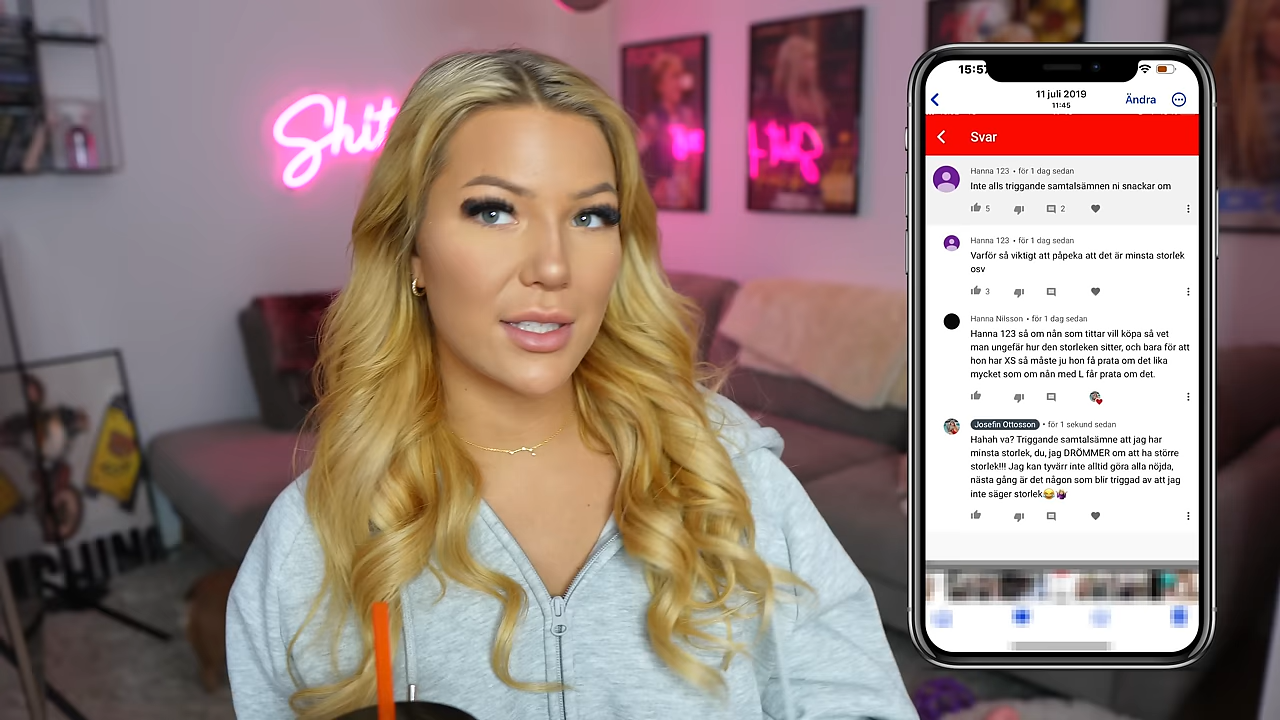 Shit
15:57
11 juli 2019
11:45
Ändra
Svar
Hanna 123 • för 1 dag sedan
Inte alls triggande samtalsämnen ni snackar om
5
2
Hanna 123 • för 1 dag sedan
Varför så viktigt att påpeka att det är minsta storlek
osv
3
Hanna Nilsson • för 1 dag sedan
Hanna 123 så om nån som tittar vill köpa så vet
man ungefär hur den storleken sitter, och bara för att
hon har XS så måste ju hon få prata om det lika
mycket som om nån med L får prata om det.
Josefin Ottosson • för 1 sekund sedan
Hahah va? Triggande samtalsämne att jag har
minsta storlek, du, jag DRÖMMER om att ha större
storlek!!! Jag kan tyvärr inte alltid göra alla nöjda,
nästa gång är det någon som blir triggad av att jag
inte säger storlek😂🤷‍♀️